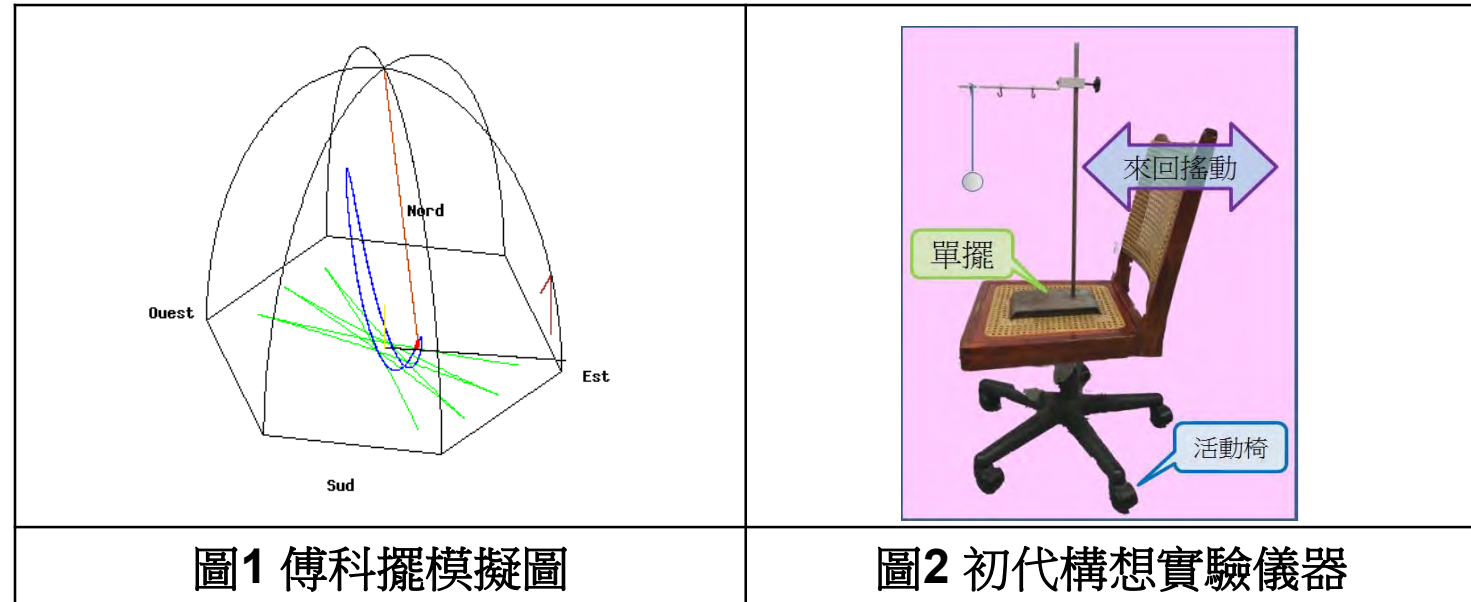 Nord
Ouest
Est
Sud
來回搖動
單擺
活動椅
圖1 傅科擺模擬圖
圖2 初代構想實驗儀器